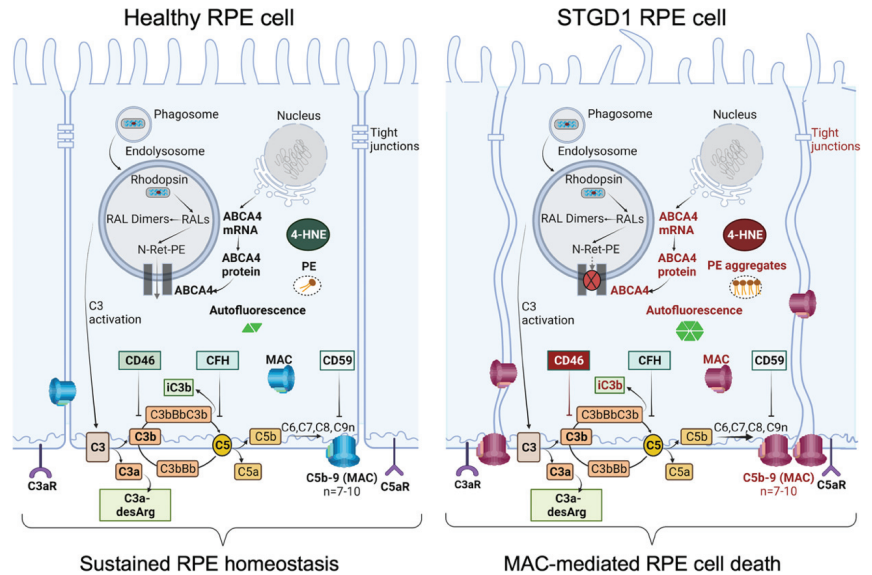 Healthy RPE cell
Phagosome
Nucleus
Endolysosome
Tight
junctions
Rhodopsin
RAL Dimers
RALs
ABCA4
mRNA
4-HNE
N-Ret-PE
ABCA4
protein
PE
ABCA4
C3
activation
Autofluorescence
CD46
CFH
MAC
CD59
iC3b
C3bBbC3b
C6,C7,C8,C9n
C3
C3b
C5
C5b
C3a
C3bBb
C5a
C3aR
C5b-9 (MAC)
n=7-10
C5aR
C3a-
desArg
Sustained RPE homeostasis
STGD1 RPE cell
Phagosome
Nucleus
Endolysosome
Tight
junctions
Rhodopsin
RAL Dimers
RALs
ABCA4
mRNA
4-HNE
N-Ret-PE
ABCA4
protein
PE aggregates
ABCA4
C3
activation
Autofluorescence
CD46
CFH
MAC
CD59
iC3b
C3bBbC3b
C6,C7,C8,C9n
C3
C3b
C5
C5b
C3a
C3bBb
C5a
C3aR
C5b-9 (MAC)
n=7-10
C5aR
C3a-
desArg
MAC-mediated RPE cell death